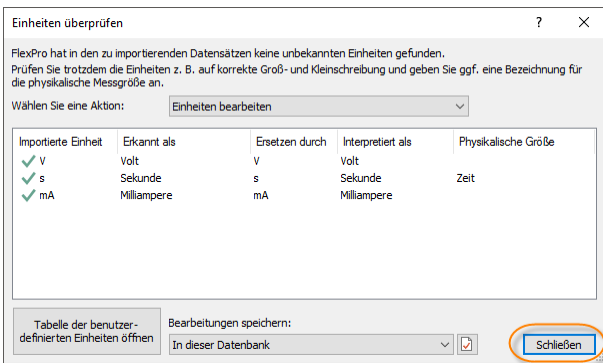 Einheiten überprüfen ?
FlexPro hat in den zu importierenden Datensätzen keine unbekannten Einheiten gefunden.
Prüfen Sie trotzdem die Einheiten z. B. auf korrekte Groß- und Kleinschreibung und geben Sie ggf. eine Bezeichnung für
die physikalische Messgröße an.
Wählen Sie eine Aktion: Einheiten bearbeiten
Importierte Einheit Erkannt als Ersetzen durch Interpretiert als Physikalische Größe
V Volt V Volt
s Sekunde s Sekunde Zeit
mA Milliampere mA Milliampere
Tabelle der benutzer-
definierten Einheiten öffnen
Bearbeitungen speichern:
In dieser Datenbank
Schließen